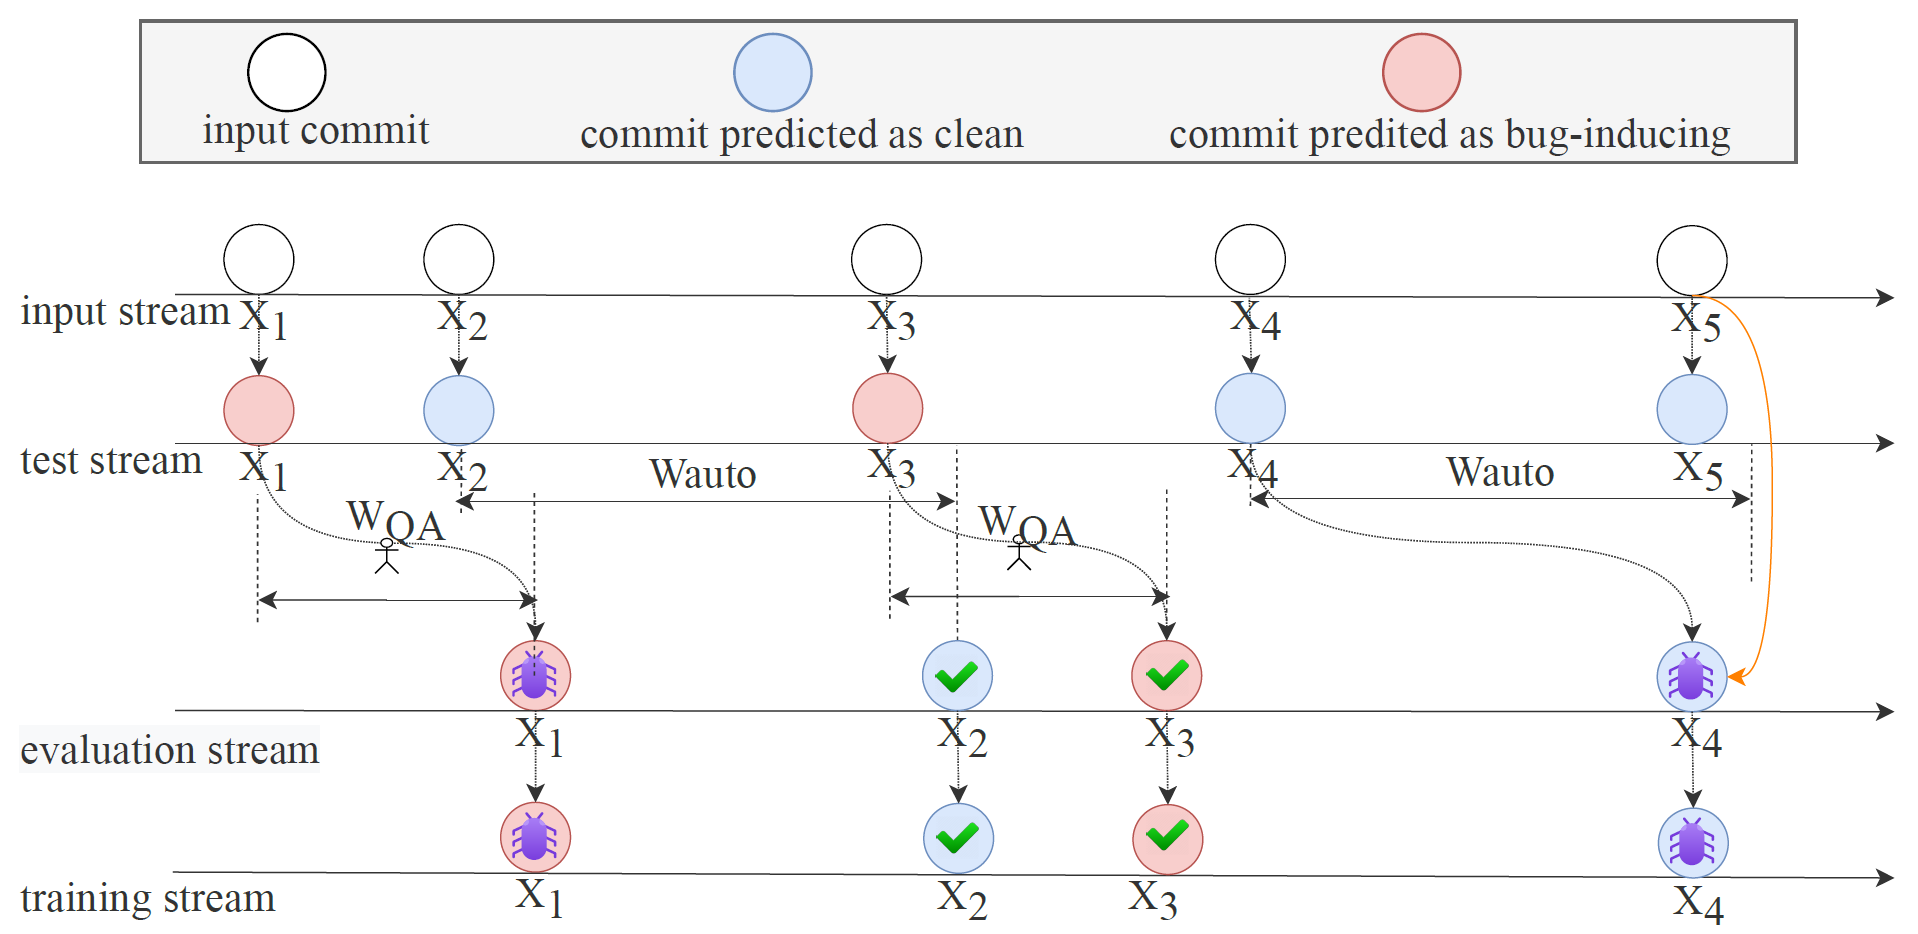 input commit
commit predicted as clean
commit predited as bug-inducing
input stream
X1
X2
X3
X4
X5
test stream
X1
X2
Wauto
X3
X4
Wauto
X5
WQA
WQA
evaluation stream
X1
X2
X3
X4
training stream
X1
X2
X3
X4